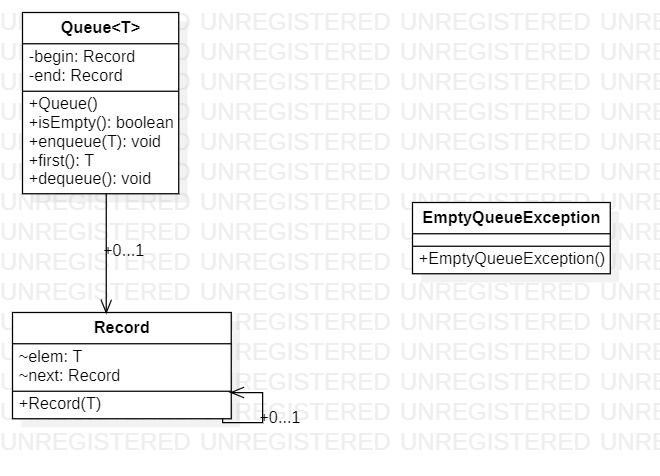 Queue<T>
-begin: Record
-end: Record
+Queue()
+isEmpty(): boolean
+enqueue(T): void
+first(): T
+dequeue(): void
EmptyQueueException
+EmptyQueueException()
+0...1
Record
~elem: T
~next: Record
+Record(T)
+0...1
UNREGISTERED UNREGISTERED UNREGISTERED UNRE